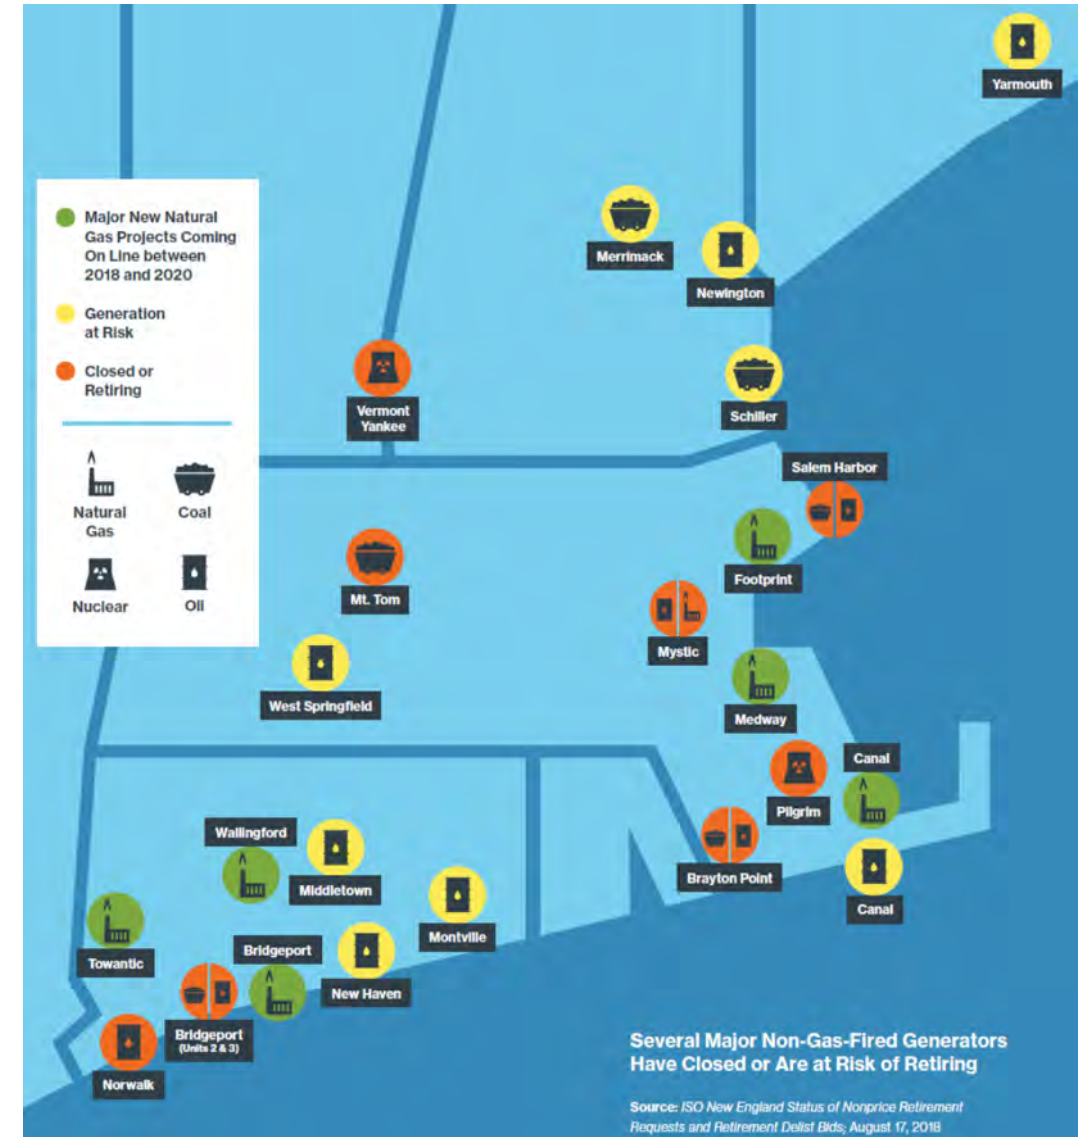 Yarmouth
Merrimack
Newington
Major New Natural
Gas Projects Coming
On Line between
2018 and 2020
Generation
at Risk
Closed or
Retiring
Natural
Gas
Coal
Nuclear
Oil
Vermont
Yankee
Schiller
Salem Harbor
Footprint
Mt. Tom
Mystic
West Springfield
Medway
Canal
Pilgrim
Wallingford
Middletown
Brayton Point
Canal
Montville
Towantic
Bridgeport
New Haven
Bridgeport
(Units 2 & 3)
Norwalk
Several Major Non-Gas-Fired Generators
Have Closed or Are at Risk of Retiring
Source: ISO New England Status of Nonprice Retirement
Requests and Retirement Delist Bids; August 17, 2018